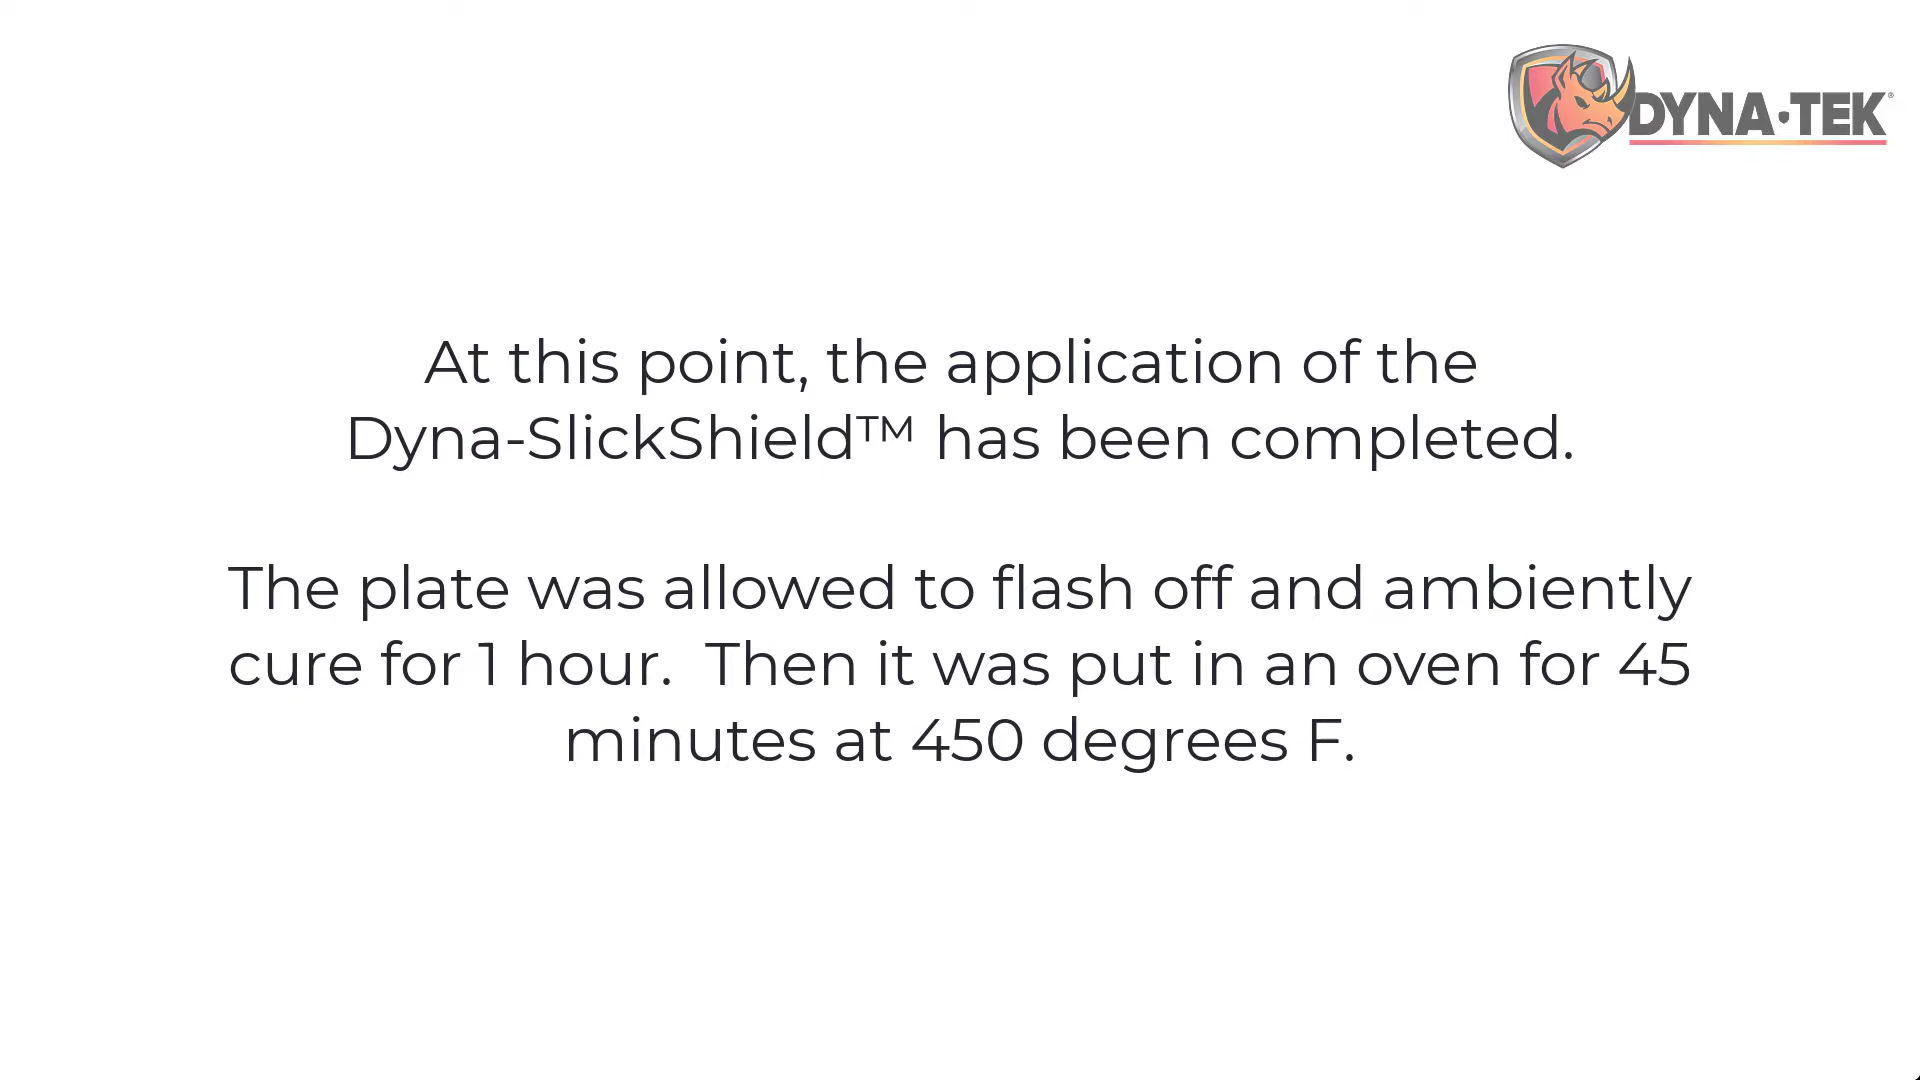 DYNA-TEK®
At this point, the application of the
Dyna-SlickShield™ has been completed.
The plate was allowed to flash off and ambiently
cure for 1 hour.  Then it was put in an oven for 45
minutes at 450 degrees F.